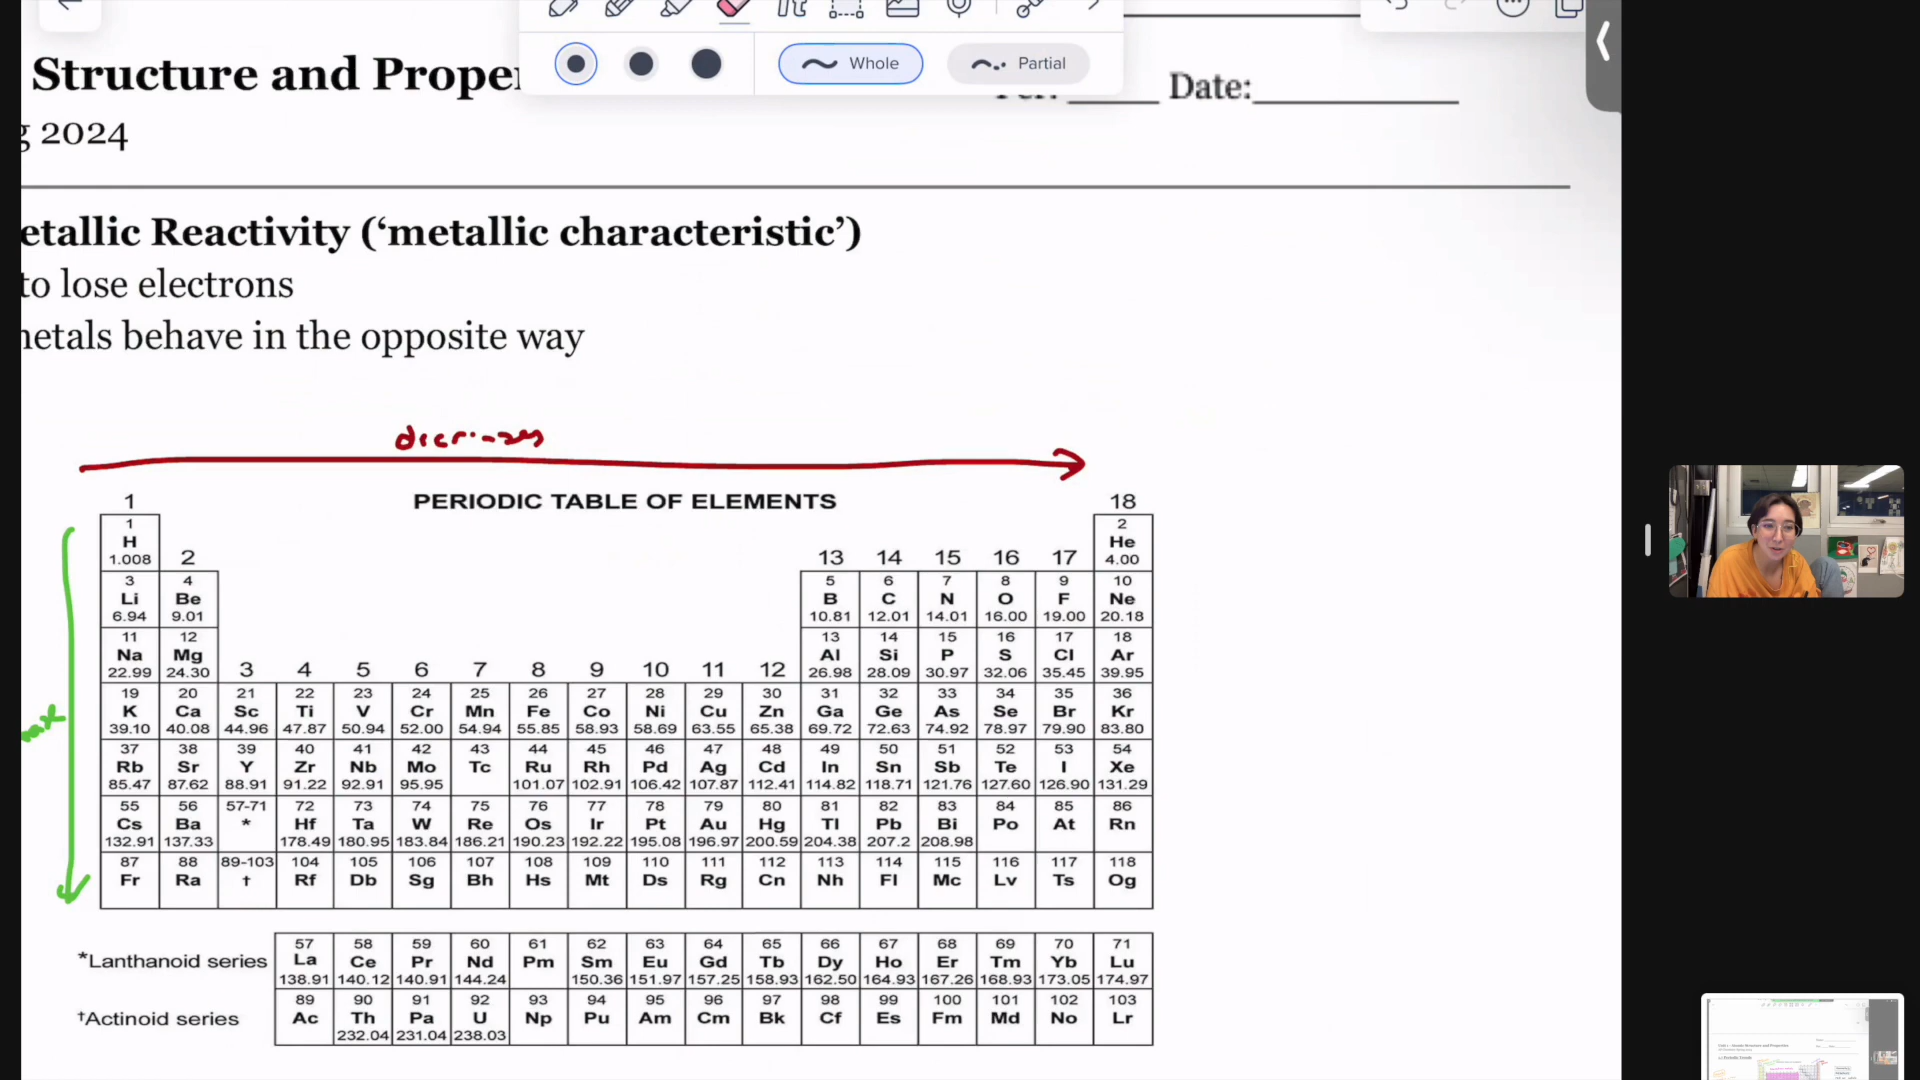 Whole
Partial
Structure and Proper
Date:
g 2024
etallic Reactivity (‘metallic characteristic’)
to lose electrons
netals behave in the opposite way
PERIODIC TABLE OF ELEMENTS
1 18
1 2
H He
1.008 2 13 14 15 16 17 4.00
3 4 5 6 7 8 9 10
Li Be B C N O F Ne
6.94 9.01 10.81 12.01 14.01 16.00 19.00 20.18
11 12 13 14 15 16 17 18
Na Mg Al Si P S Cl Ar
22.99 24.30 3 4 5 6 7 8 9 10 11 12 26.98 28.09 30.97 32.06 35.45 39.95
19 20 21 22 23 24 25 26 27 28 29 30 31 32 33 34 35 36
K Ca Sc Ti V Cr Mn Fe Co Ni Cu Zn Ga Ge As Se Br Kr
39.10 40.08 44.96 47.87 50.94 52.00 54.94 55.85 58.93 58.69 63.55 65.38 69.72 72.63 74.92 78.97 79.90 83.80
37 38 39 40 41 42 43 44 45 46 47 48 49 50 51 52 53 54
Rb Sr Y Zr Nb Mo Tc Ru Rh Pd Ag Cd In Sn Sb Te I Xe
85.47 87.62 88.91 91.22 92.91 95.95 101.07 102.91 106.42 107.87 112.41 114.82 118.71 121.76 127.60 126.90 131.29
55 56 57-71 72 73 74 75 76 77 78 79 80 81 82 83 84 85 86
Cs Ba * Hf Ta W Re Os Ir Pt Au Hg Tl Pb Bi Po At Rn
132.91 137.33 178.49 180.95 183.84 186.21 190.23 192.22 195.08 196.97 200.59 204.38 207.2 208.98
87 88 89-103 104 105 106 107 108 109 110 111 112 113 114 115 116 117 118
Fr Ra † Rf Db Sg Bh Hs Mt Ds Rg Cn Nh Fl Mc Lv Ts Og
57 58 59 60 61 62 63 64 65 66 67 68 69 70 71
*Lanthanoid series La Ce Pr Nd Pm Sm Eu Gd Tb Dy Ho Er Tm Yb Lu
138.91 140.12 140.91 144.24 150.36 151.97 157.25 158.93 162.50 164.93 167.26 168.93 173.05 174.97
89 90 91 92 93 94 95 96 97 98 99 100 101 102 103
†Actinoid series Ac Th Pa U Np Pu Am Cm Bk Cf Es Fm Md No Lr
232.04 231.04 238.03